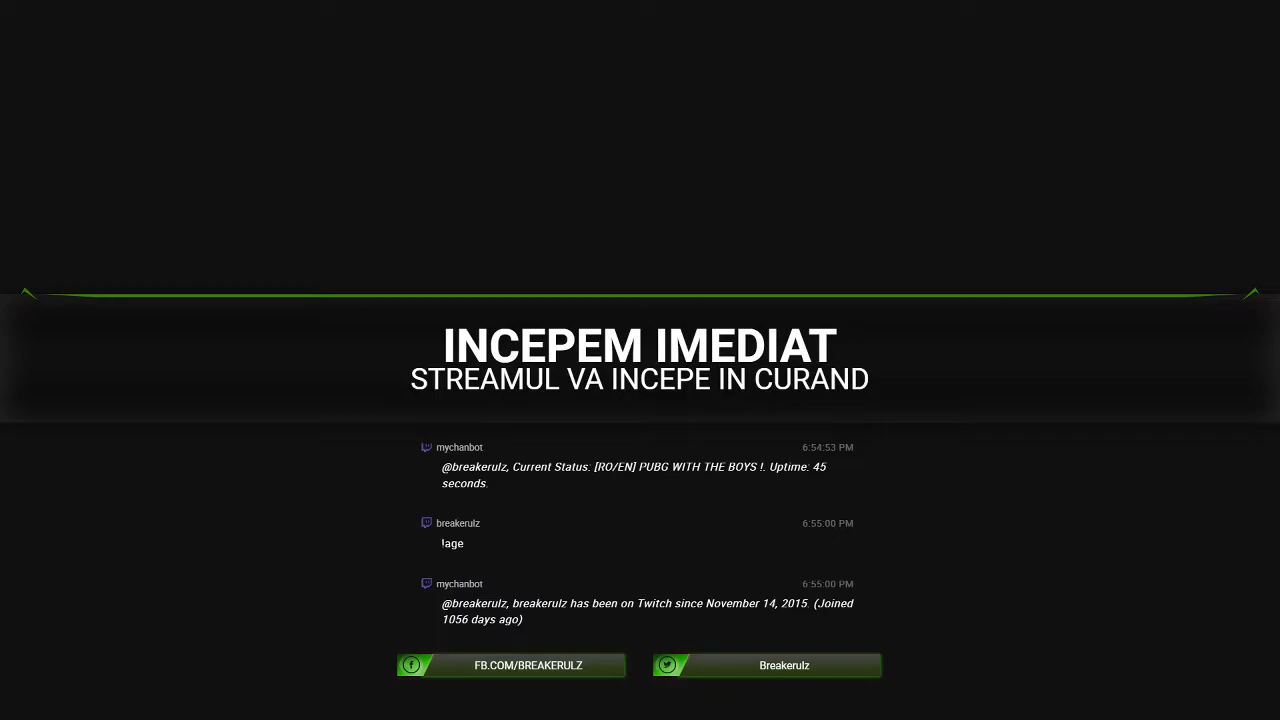 INCEPEM IMEDIAT
STREAMUL VA INCEPE IN CURAND
mychanbot 6:54:53 PM
@breakerulz, Current Status: [RO/EN] PUBG WITH THE BOYS !. Uptime: 45
seconds.
breakerulz 6:55:00 PM
!age
mychanbot 6:55:00 PM
@breakerulz, breakerulz has been on Twitch since November 14, 2015. (Joined
1056 days ago)
FB.COM/BREAKERULZ Breakerulz